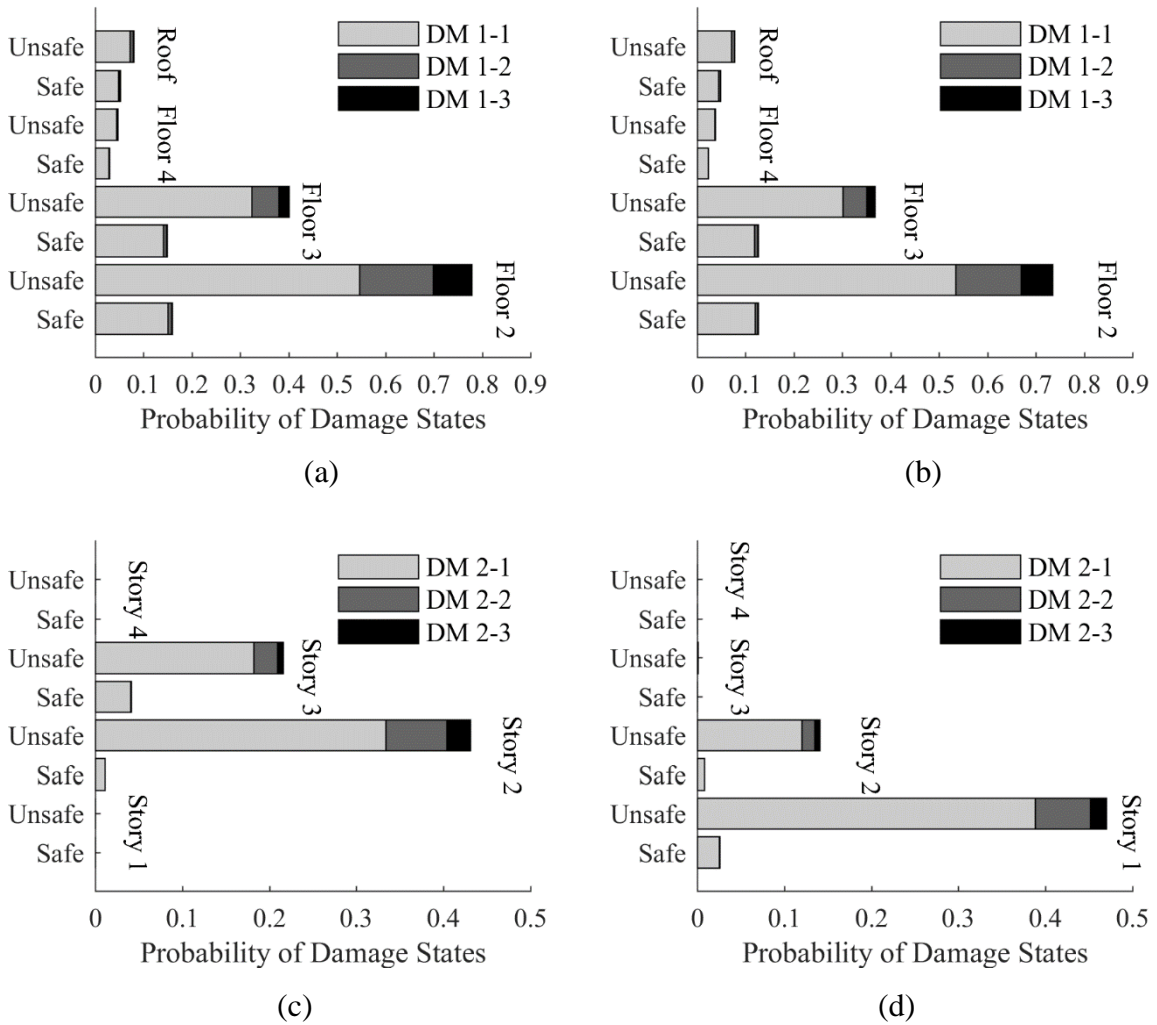 Unsafe
Safe
Unsafe
Safe
Unsafe
Safe
Unsafe
Safe
Roof
Floor 4
Floor 3
Floor 2
DM 1-1
DM 1-2
DM 1-3
0 0.1 0.2 0.3 0.4 0.5 0.6 0.7 0.8 0.9
Probability of Damage States
(a)
Unsafe
Safe
Unsafe
Safe
Unsafe
Safe
Unsafe
Safe
Roof
Floor 4
Floor 3
Floor 2
DM 1-1
DM 1-2
DM 1-3
0 0.1 0.2 0.3 0.4 0.5 0.6 0.7 0.8 0.9
Probability of Damage States
(b)
Unsafe
Safe
Unsafe
Safe
Unsafe
Safe
Unsafe
Safe
Story 4
Story 3
Story 2
Story 1
DM 2-1
DM 2-2
DM 2-3
0 0.1 0.2 0.3 0.4 0.5
Probability of Damage States
(c)
Unsafe
Safe
Unsafe
Safe
Unsafe
Safe
Unsafe
Safe
Story 4
Story 3
Story 2
Story 1
DM 2-1
DM 2-2
DM 2-3
0 0.1 0.2 0.3 0.4 0.5
Probability of Damage States
(d)